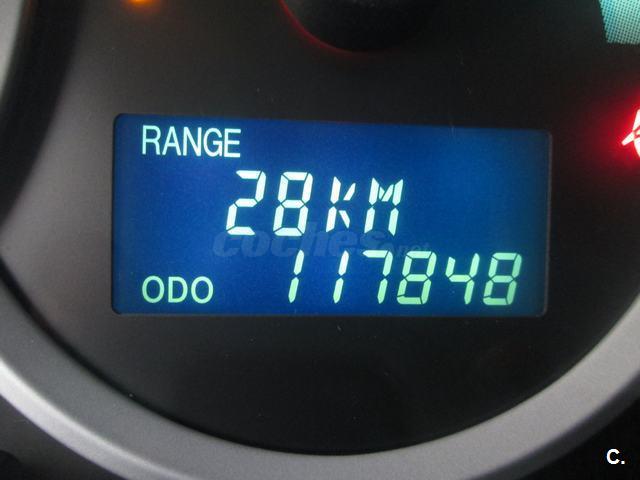 RANGE
28KM
coches.net
ODO 117848
C.